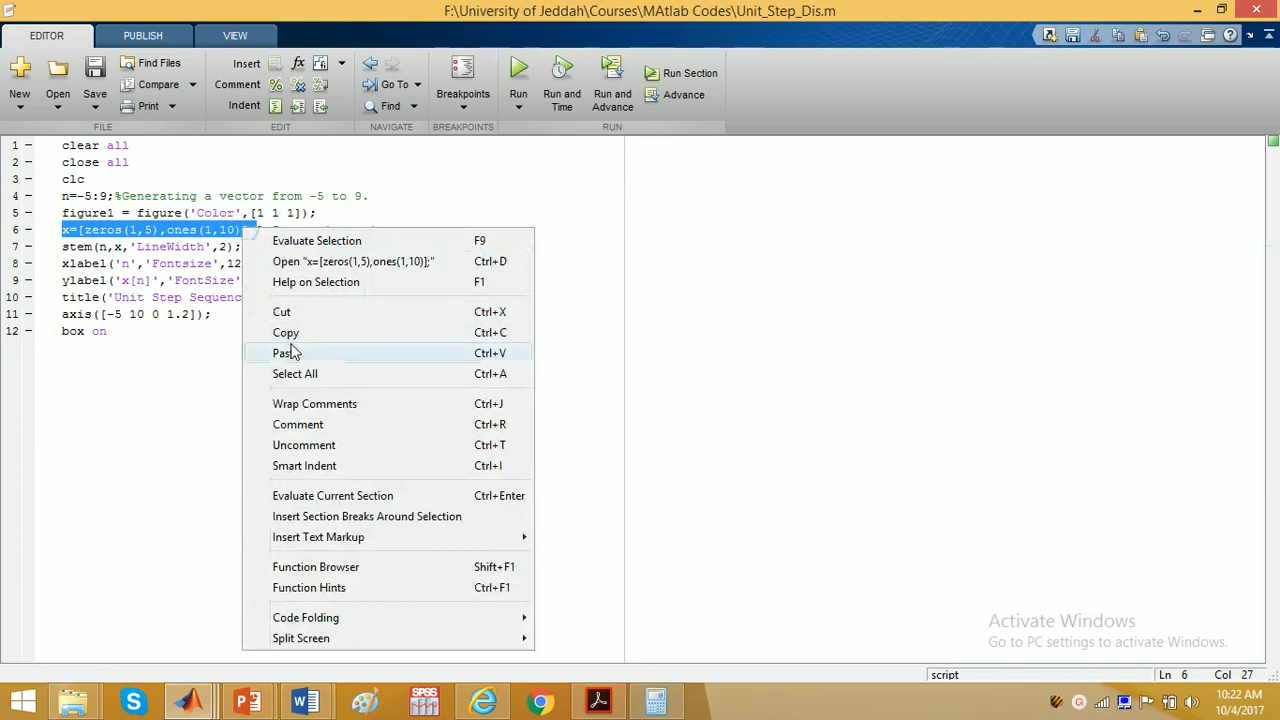 F:\University of Jeddah\Courses\MAtlab Codes\Unit_Step_Dis.m
EDITOR
PUBLISH
VIEW
New
Open
Save
Find Files
Compare
Print
FILE
Insert
Comment
Indent
fx
EDIT
Go To
Find
NAVIGATE
Breakpoints
BREAKPOINTS
Run
Run and Time
Run and Advance
Run Section
Advance
RUN
1 clear all
2 close all
3 clc
4 n=-5:9;%Generating a vector from -5 to 9.
5 figure1 = figure('Color',[1 1 1]);
6 x=[zeros(1,5),ones(1,10)
7 stem(n,x,'LineWidth',2);
8 xlabel('n','Fontsize',12
9 ylabel('x[n]','FontSize'
10 title('Unit Step Sequenc
11 axis([-5 10 0 1.2]);
12 box on
Evaluate Selection F9
Open "x=[zeros(1,5),ones(1,10)];" Ctrl+D
Help on Selection F1
Cut Ctrl+X
Copy Ctrl+C
Paste Ctrl+V
Select All Ctrl+A
Wrap Comments Ctrl+J
Comment Ctrl+R
Uncomment Ctrl+T
Smart Indent Ctrl+I
Evaluate Current Section Ctrl+Enter
Insert Section Breaks Around Selection
Insert Text Markup
Function Browser Shift+F1
Function Hints Ctrl+F1
Code Folding
Split Screen
Activate Windows
Go to PC settings to activate Windows.
script
Ln 6 Col 27
SPSS
10:22 AM
10/4/2017